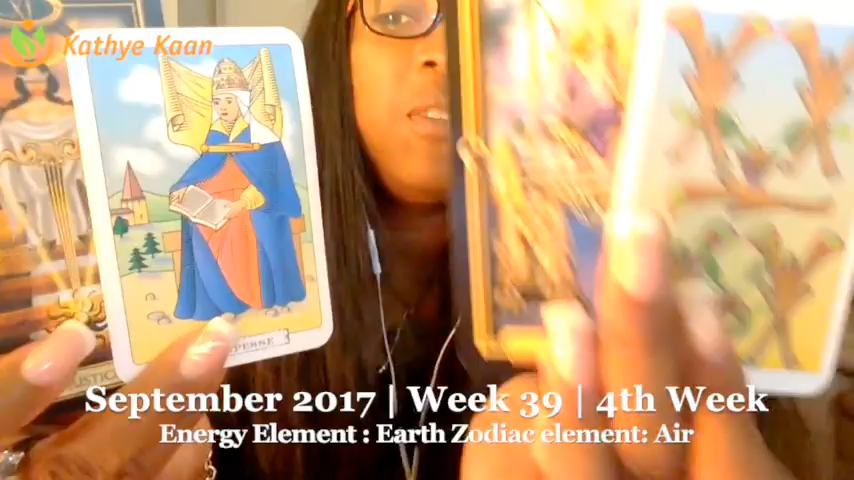 Kathye Kaan
September 2017 | Week 39 | 4th Week
Energy Element : Earth Zodiac element: Air